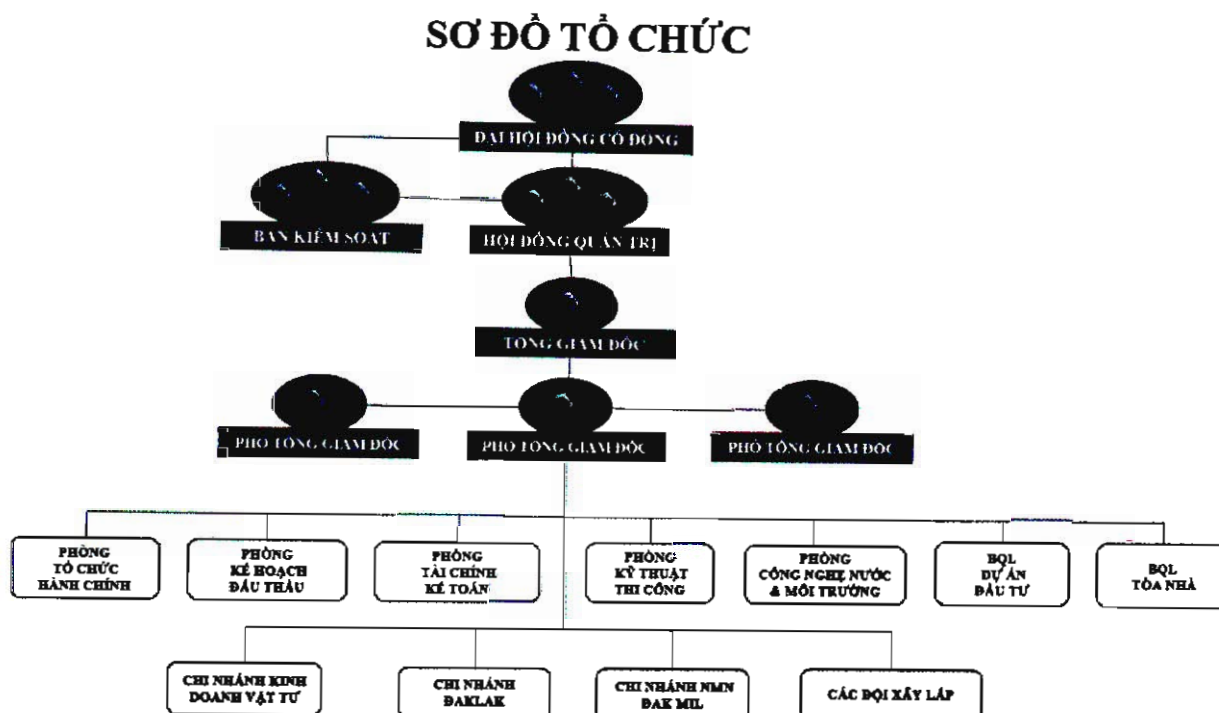 SƠ ĐỒ TỔ CHỨC
ĐẠI HỘI ĐỒNG CỔ ĐÔNG
BAN KIỂM SOÁT
HỘI ĐỒNG QUẢN TRỊ
TỔNG GIÁM ĐỐC
PHÓ TỔNG GIÁM ĐỐC
PHÓ TỔNG GIÁM ĐỐC
PHÓ TỔNG GIÁM ĐỐC
PHÒNG
TỔ CHỨC
HÀNH CHÍNH
PHÒNG
KẾ HOẠCH
ĐẤU THẦU
PHÒNG
TÀI CHÍNH
KẾ TOÁN
PHÒNG
KỸ THUẬT
THI CÔNG
PHÒNG
CÔNG NGHỆ NƯỚC
& MÔI TRƯỜNG
BQL
DỰ ÁN
ĐẦU TƯ
BQL
TÒA NHÀ
CHI NHÁNH KINH
DOANH VẬT TƯ
CHI NHÁNH
ĐAKLAK
CHI NHÁNH NMN
ĐAK MIL
CÁC ĐỘI XÂY LẮP